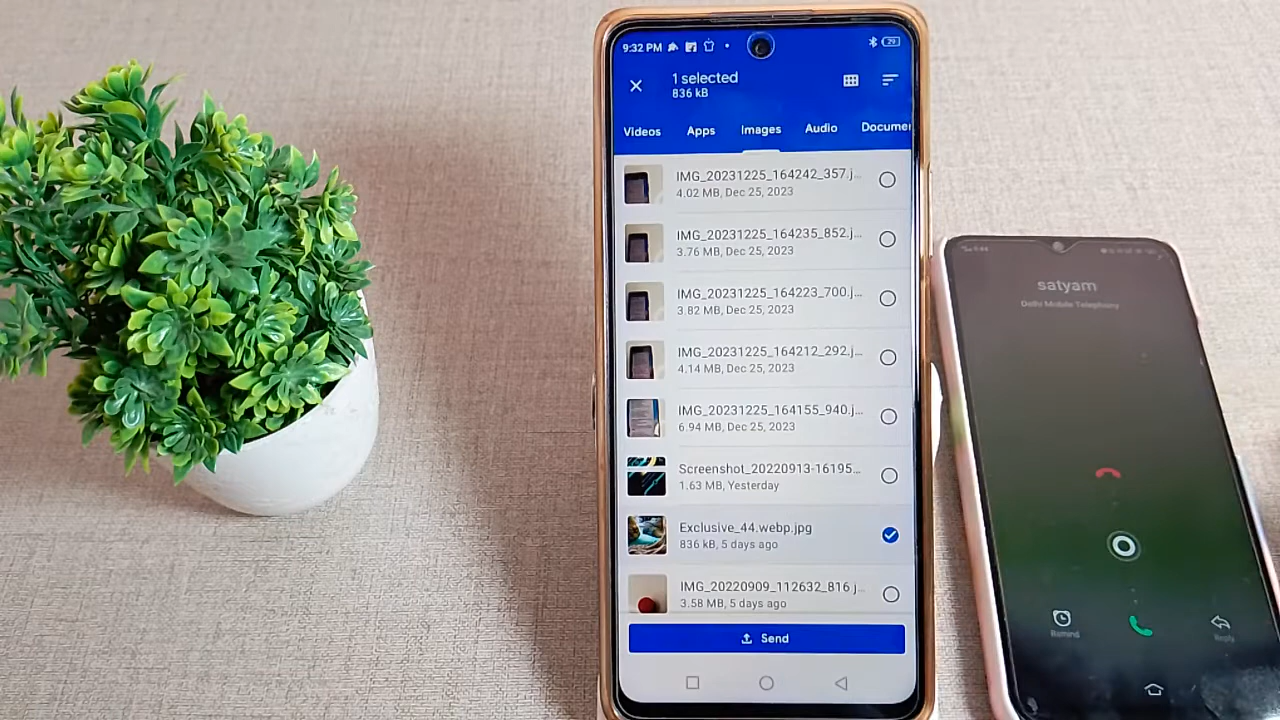 9:32 PM
29
1 selected
836 kB
Videos Apps Images Audio Documen
IMG_20231225_164242_357.j...
4.02 MB, Dec 25, 2023
IMG_20231225_164235_852.j...
3.76 MB, Dec 25, 2023
IMG_20231225_164223_700.j...
3.82 MB, Dec 25, 2023
IMG_20231225_164212_292.j...
4.14 MB, Dec 25, 2023
IMG_20231225_164155_940.j...
6.94 MB, Dec 25, 2023
Screenshot_20220913-16195...
1.63 MB, Yesterday
Exclusive_44.webp.jpg
836 kB, 5 days ago
IMG_20220909_112632_816 j...
3.58 MB, 5 days ago
Send
satyam
Delhi Mobile Telephony
Remind
Reply